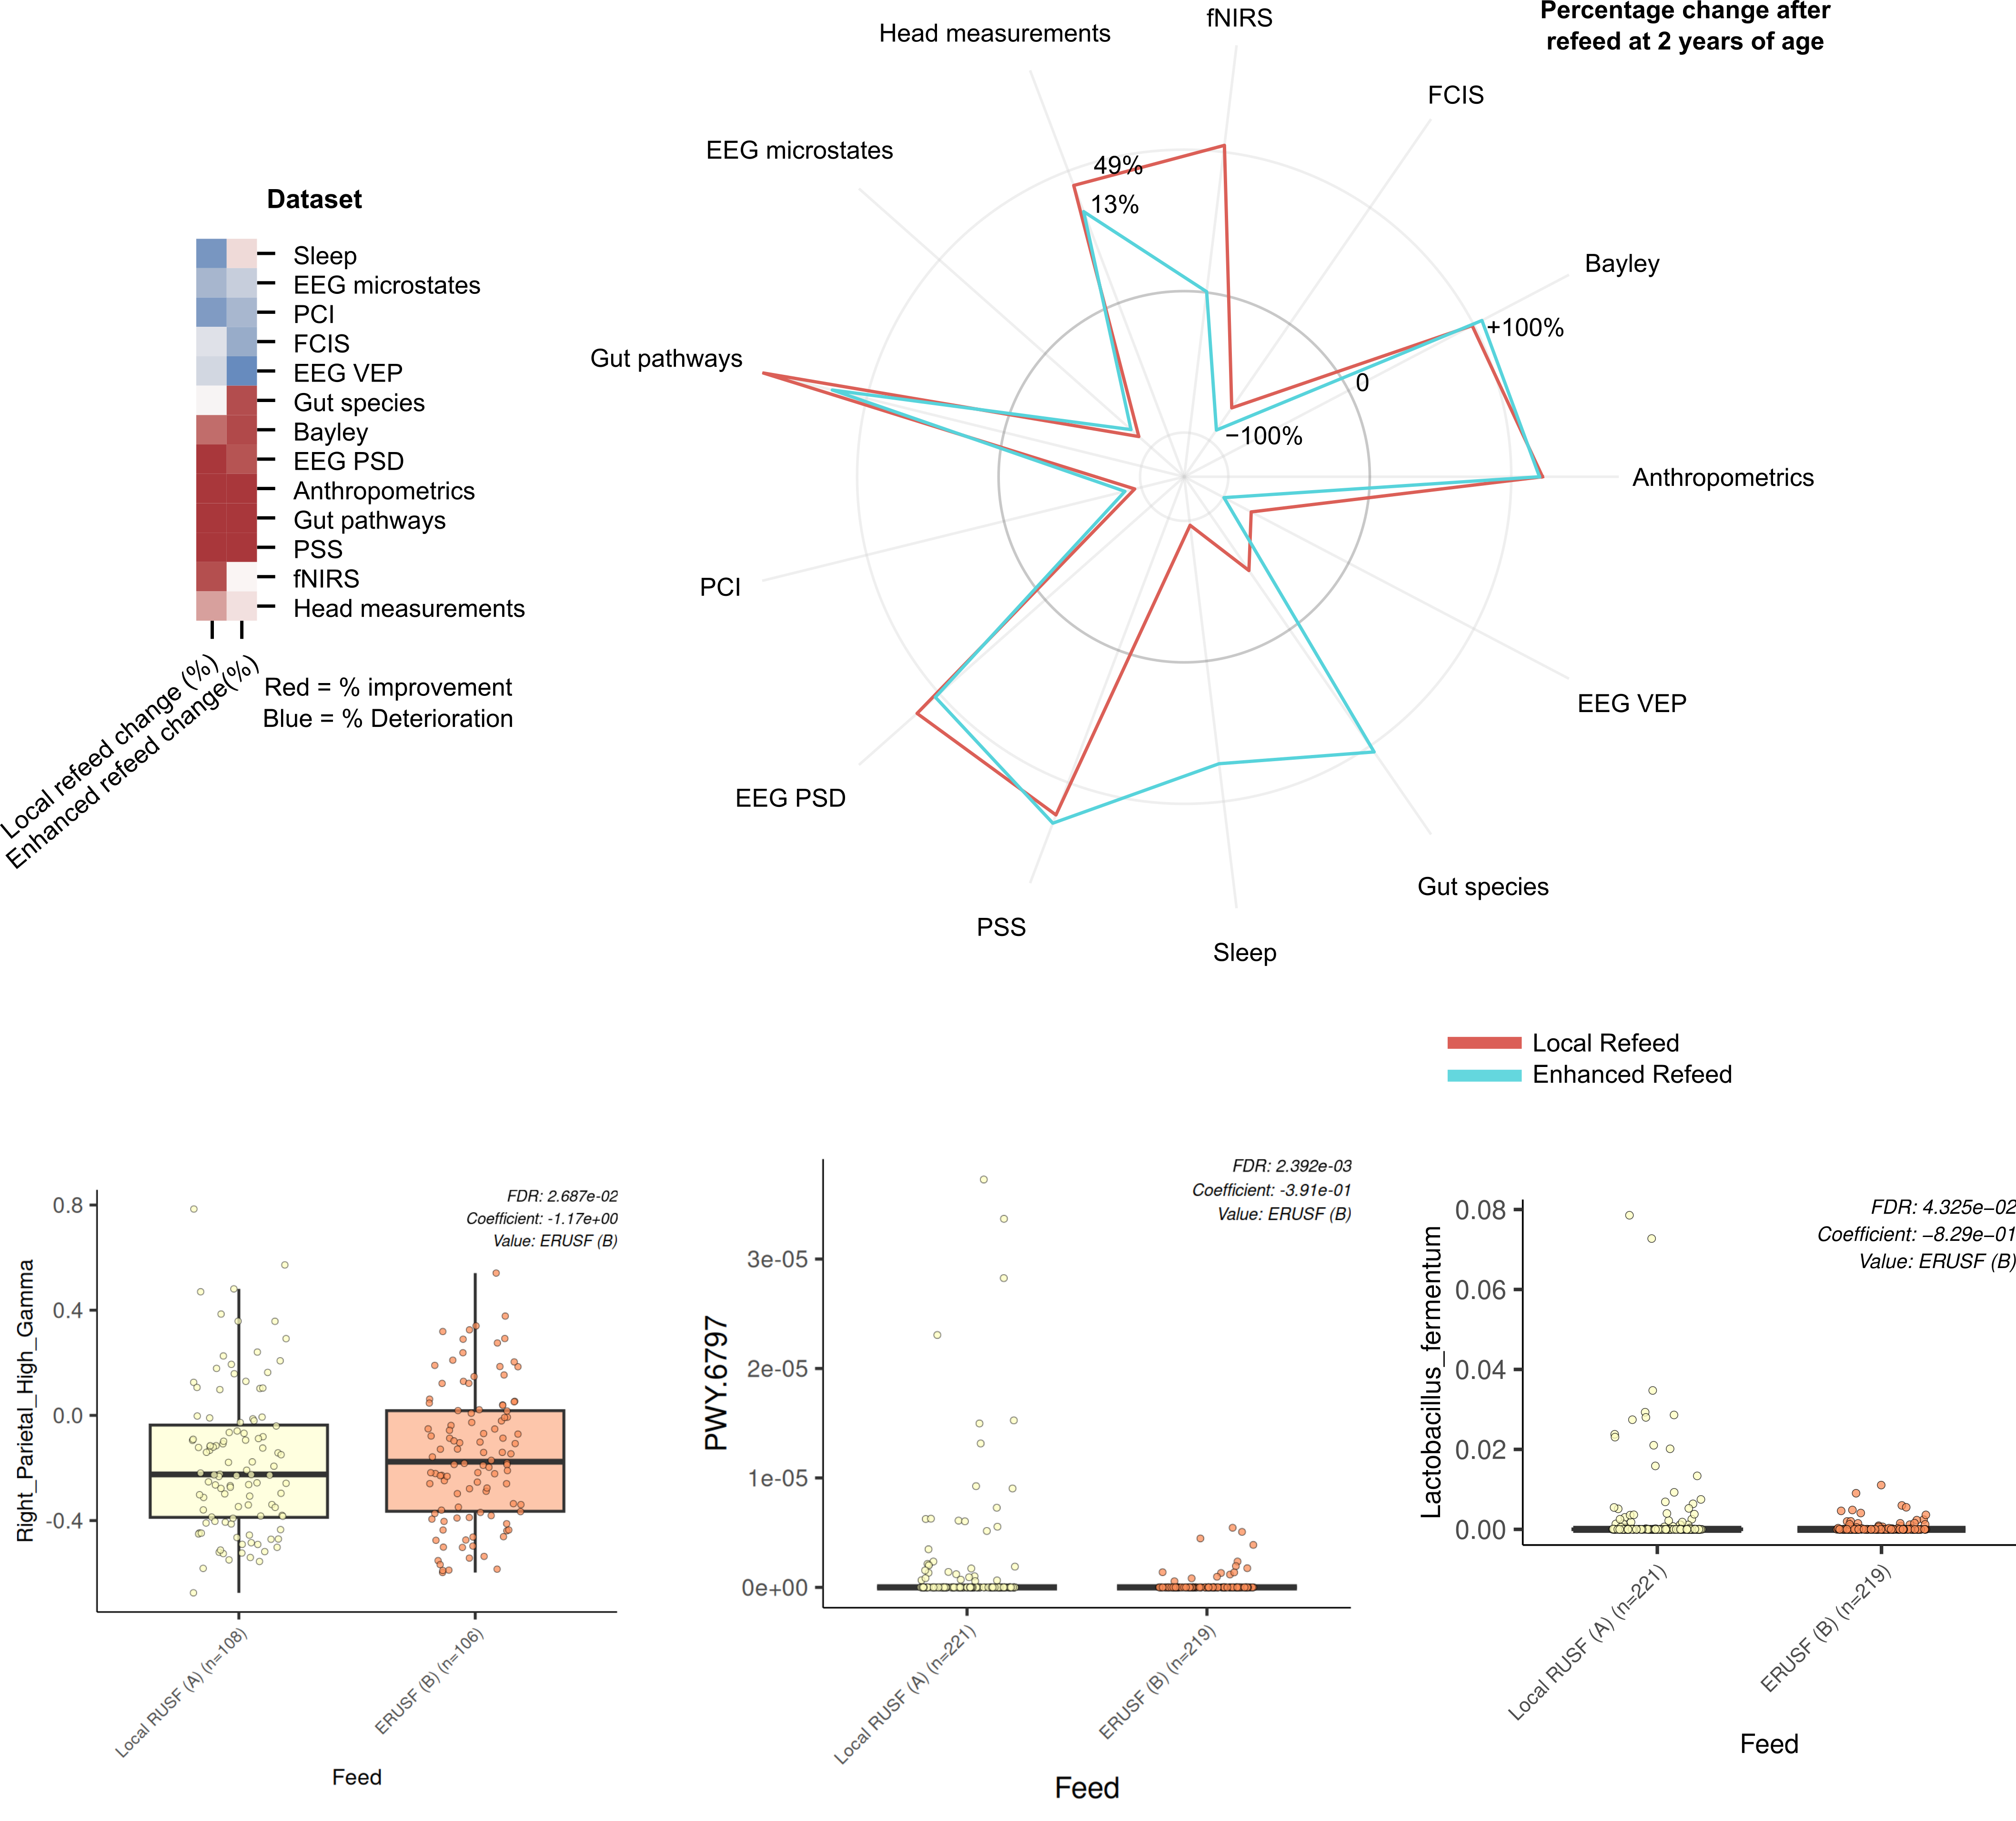 Percentage change after
refeed at 2 years of age
fNIRS
Head measurements
FCIS
EEG microstates
49%
13%
Bayley
+100%
0
−100%
Gut pathways
Anthropometrics
PCI
EEG VEP
EEG PSD
Gut species
PSS
Sleep
Dataset
Sleep
EEG microstates
PCI
FCIS
EEG VEP
Gut species
Bayley
EEG PSD
Anthropometrics
Gut pathways
PSS
fNIRS
Head measurements
Local refeed change (%)
Enhanced refeed change(%)
Red = % improvement
Blue = % Deterioration
Local Refeed
Enhanced Refeed
FDR: 2.687e-02
Coefficient: -1.17e+00
Value: ERUSF (B)
Right_Parietal_High_Gamma
0.8
0.4
0.0
-0.4
Local RUSF (A) (n=108)
ERUSF (B) (n=106)
Feed
FDR: 2.392e-03
Coefficient: -3.91e-01
Value: ERUSF (B)
PWY.6797
3e-05
2e-05
1e-05
0e+00
Local RUSF (A) (n=221)
ERUSF (B) (n=219)
Feed
FDR: 4.325e−02
Coefficient: −8.29e−01
Value: ERUSF (B)
Lactobacillus_fermentum
0.08
0.06
0.04
0.02
0.00
Local RUSF (A) (n=221)
ERUSF (B) (n=219)
Feed